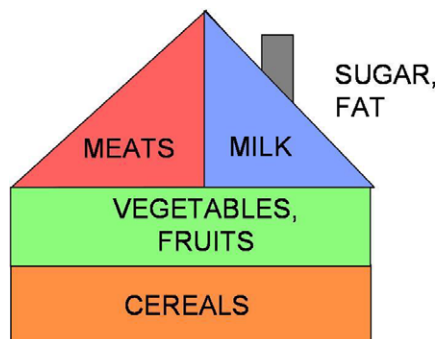 SUGAR,
FAT
MEATS
MILK
VEGETABLES,
FRUITS
CEREALS